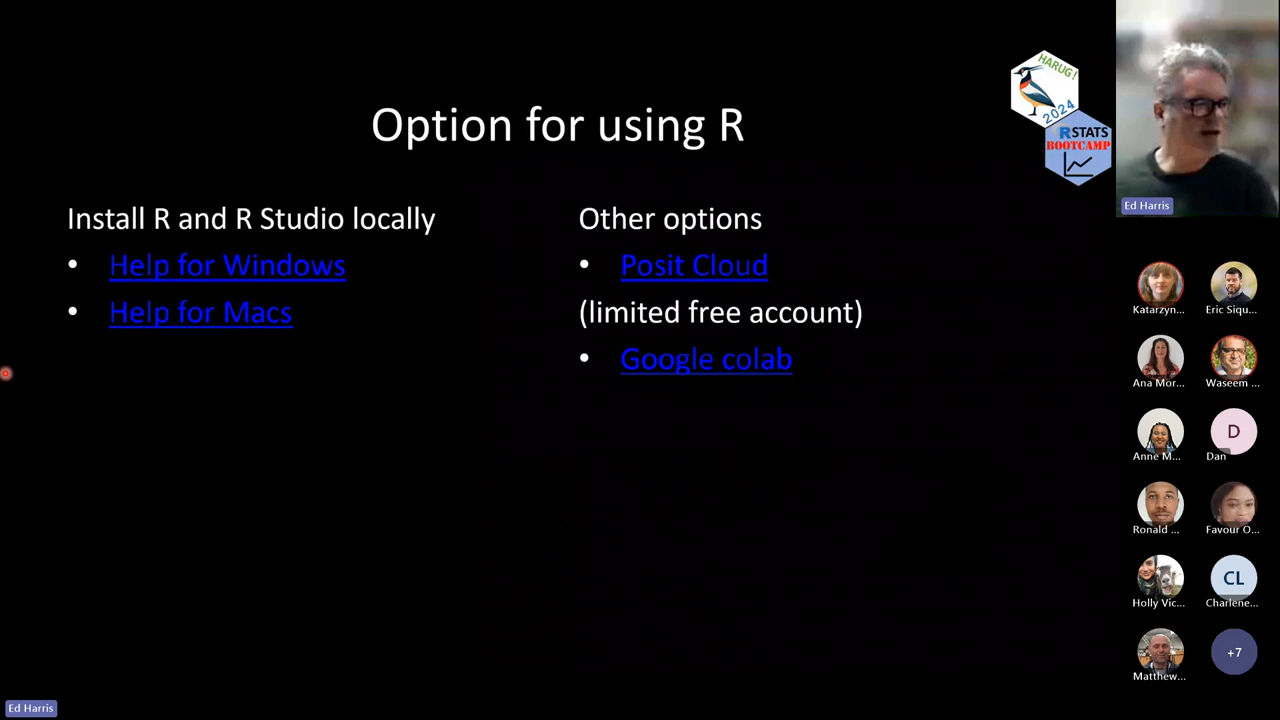 Option for using R
HARUG!
2024
RSTATS
BOOTCAMP
Install R and R Studio locally
• Help for Windows
• Help for Macs
Other options
• Posit Cloud
(limited free account)
• Google colab
Ed Harris
Katarzyn...
Eric Siqu...
Ana Mor...
Waseem ...
Anne M...
D
Dan
Ronald ...
Favour O...
Holly Vic...
CL
Charlene...
Matthew...
+7
Ed Harris